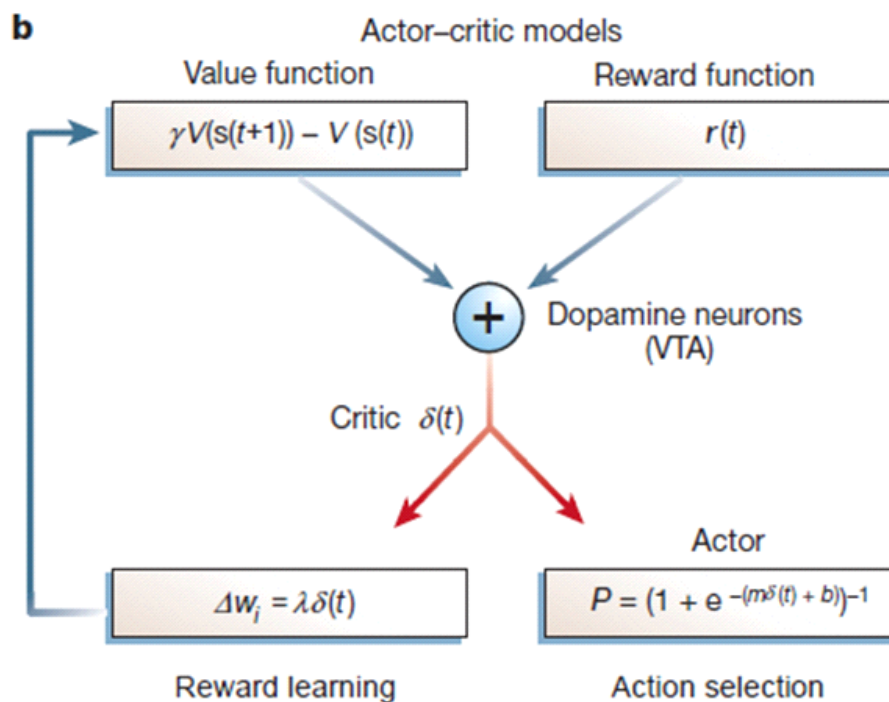 b
Actor–critic models
Value function
Reward function
γV(s(t+1)) – V (s(t))
r(t)
+
Dopamine neurons
(VTA)
Critic δ(t)
Actor
Δwᵢ = λδ(t)
P = (1 + e –(mδ(t) + b))–1
Reward learning
Action selection